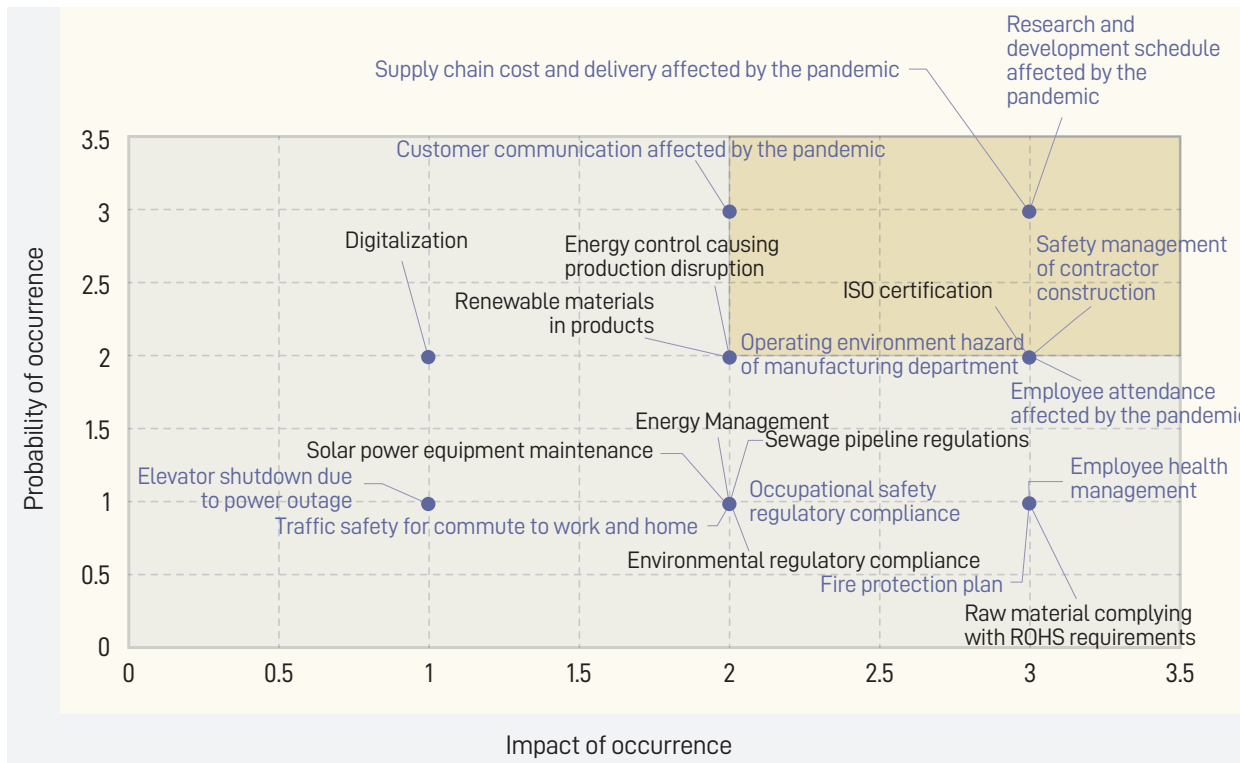 Research and
development schedule
affected by the
pandemic
Supply chain cost and delivery affected by the pandemic
Customer communication affected by the pandemic
Digitalization
Energy control causing
production disruption
Safety management
of contractor
construction
ISO certification
Renewable materials
in products
Operating environment hazard
of manufacturing department
Employee attendance
affected by the pandemic
Energy Management
Sewage pipeline regulations
Solar power equipment maintenance
Elevator shutdown due
to power outage
Employee health
management
Occupational safety
regulatory compliance
Traffic safety for commute to work and home
Environmental regulatory compliance
Fire protection plan
Raw material complying
with ROHS requirements
Probability of occurrence
3.5
3
2.5
2
1.5
1
0.5
0
0 0.5 1 1.5 2 2.5 3 3.5
Impact of occurrence